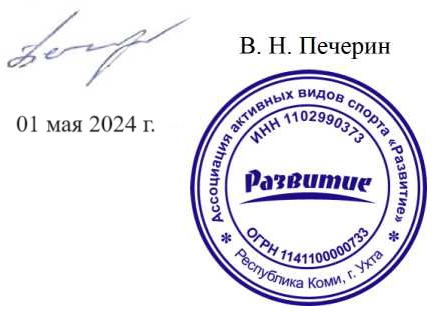 В. Н. Печерин
01 мая 2024 г.
Ассоциация активных видов спорта «Развитие»
ИНН 1102990373
Развитие
ОГРН 1141100000733
* Республика Коми, г. Ухта *